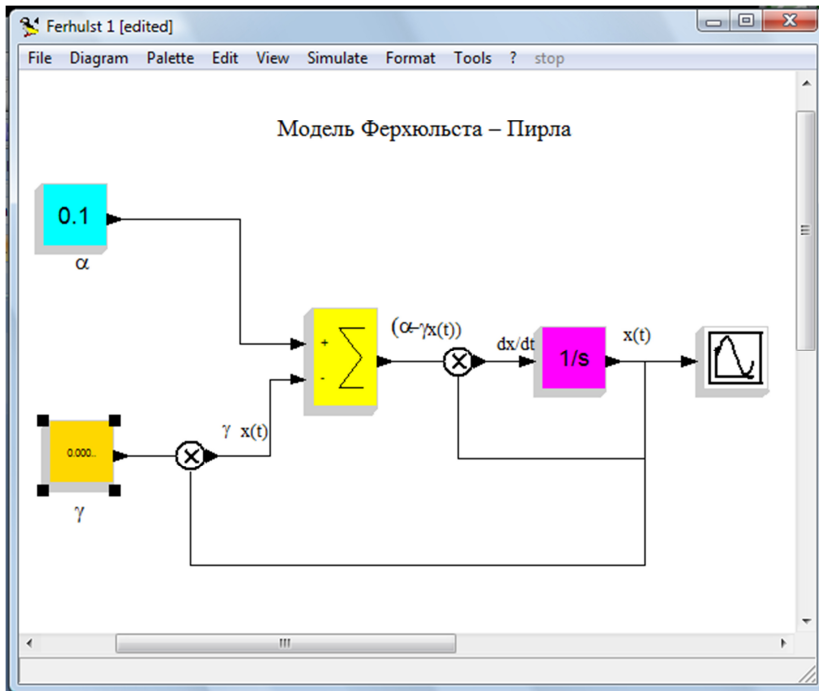 Ferhulst 1 [edited]
File Diagram Palette Edit View Simulate Format Tools ? stop
Модель Ферхюльста – Пирла
0.1
α
+
-
(α-γx(t))
dx/dt
1/s
x(t)
γ x(t)
0.000..
γ